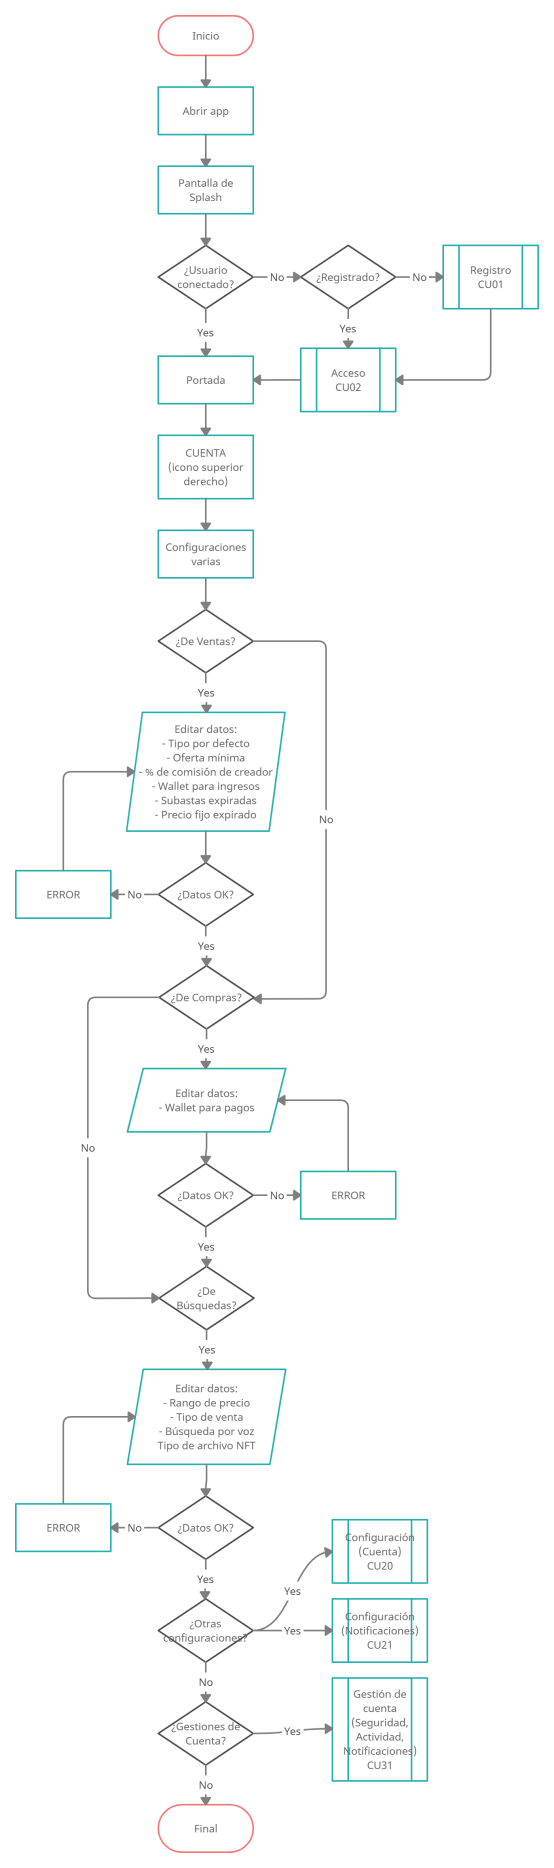 Inicio
Abrir app
Pantalla de
Splash
¿Usuario
conectado?
No
¿Registrado?
No
Registro
CU01
Yes
Yes
Portada
Acceso
CU02
CUENTA
(icono superior
derecho)
Configuraciones
varias
¿De Ventas?
Yes
Editar datos:
- Tipo por defecto
- Oferta mínima
- % de comisión de creador
- Wallet para ingresos
- Subastas expiradas
- Precio fijo expirado
No
ERROR
No
¿Datos OK?
Yes
¿De Compras?
Yes
Editar datos:
- Wallet para pagos
No
¿Datos OK?
No
ERROR
Yes
¿De
Búsquedas?
Yes
Editar datos:
- Rango de precio
- Tipo de venta
- Búsqueda por voz
Tipo de archivo NFT
ERROR
No
¿Datos OK?
Configuración
(Cuenta)
CU20
Yes
Yes
¿Otras
configuraciones?
Yes
Configuración
(Notificaciones)
CU21
No
¿Gestiones de
Cuenta?
Yes
Gestión de
cuenta
(Seguridad,
Actividad,
Notificaciones)
CU31
No
Final